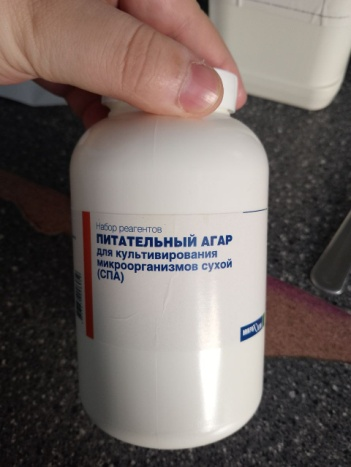 Набор реагентов
ПИТАТЕЛЬНЫЙ АГАР
для культивирования
микроорганизмов сухой
(СПА)